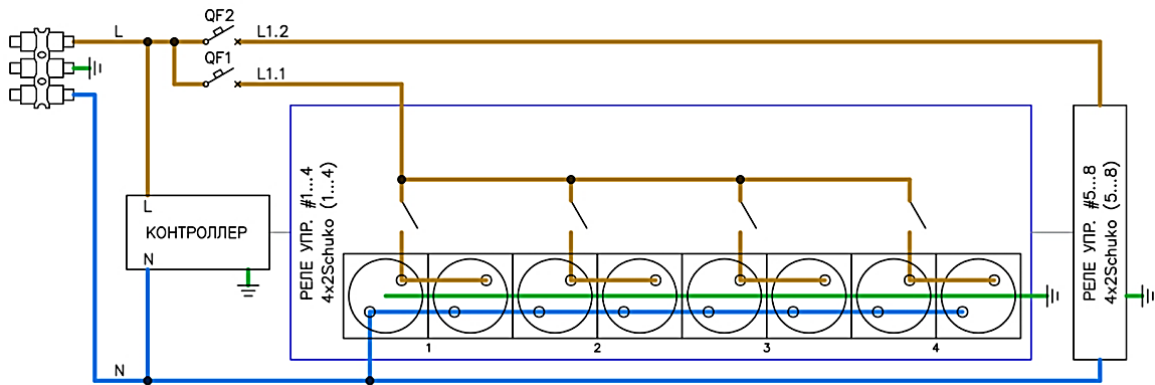 QF2
L
L1.2
QF1
L1.1
РЕЛЕ УПР. #1...4
4x2Schuko (1...4)
РЕЛЕ УПР. #5...8
4x2Schuko (5...8)
L
КОНТРОЛЛЕР
N
1
2
3
4
N